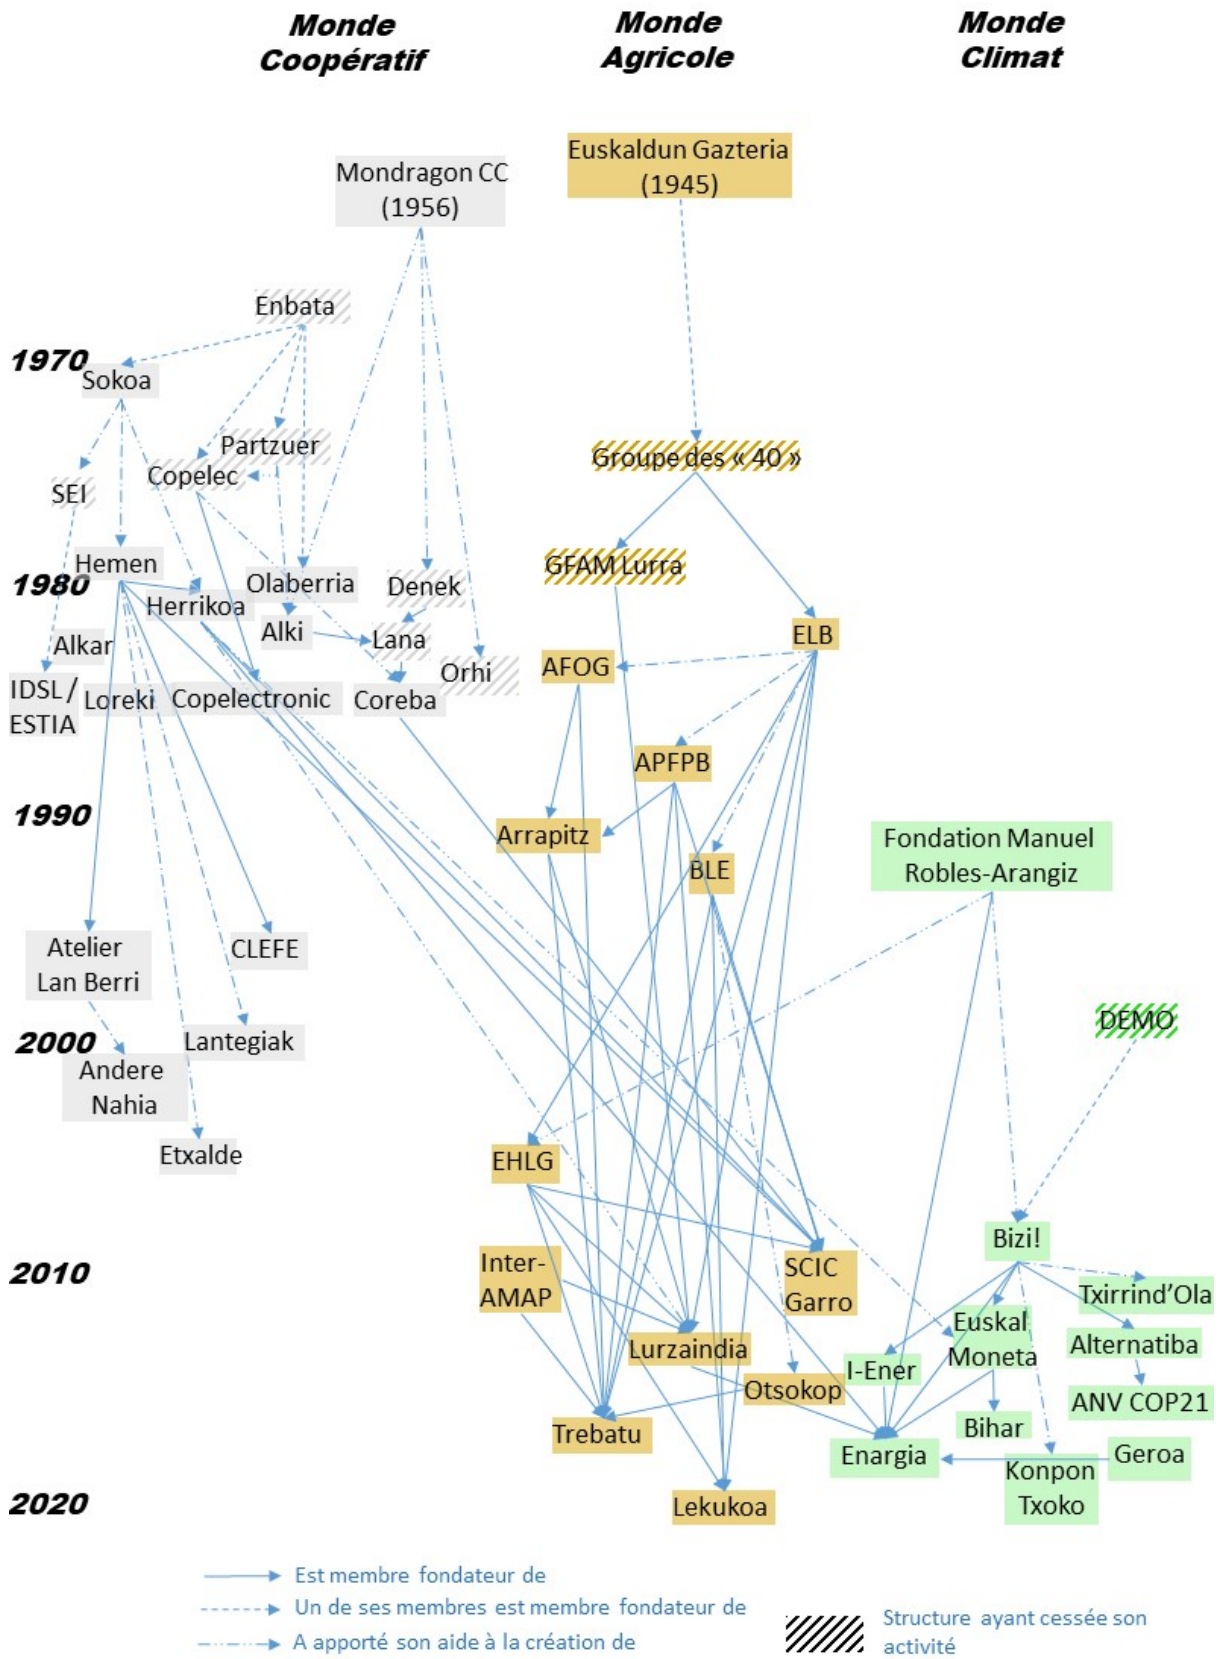 Monde
Coopératif
Monde
Agricole
Monde
Climat
Euskaldun Gazteria
(1945)
Mondragon CC
(1956)
Enbata
1970
Sokoa
Partzuer
Groupe des « 40 »
Copelec
SEI
Hemen
GFAM Lurra
1980
Olaberria
Denek
Herrikoa
Alki
Lana
ELB
Alkar
AFOG
Orhi
IDSL /
ESTIA
Loreki
Copelectronic
Coreba
APFPB
1990
Arrapitz
Fondation Manuel
Robles-Arangiz
BLE
Atelier
Lan Berri
CLEFE
DEMO
2000
Lantegiak
Andere
Nahia
Etxalde
EHLG
Bizi!
2010
Inter-
AMAP
SCIC
Garro
Txirrind'Ola
Euskal
Moneta
Lurzaindia
Alternatiba
I-Ener
Otsokop
ANV COP21
Trebatu
Bihar
Enargia
Geroa
Konpon
Txoko
2020
Lekukoa
Est membre fondateur de
Un de ses membres est membre fondateur de
A apporté son aide à la création de
Structure ayant cessée son
activité